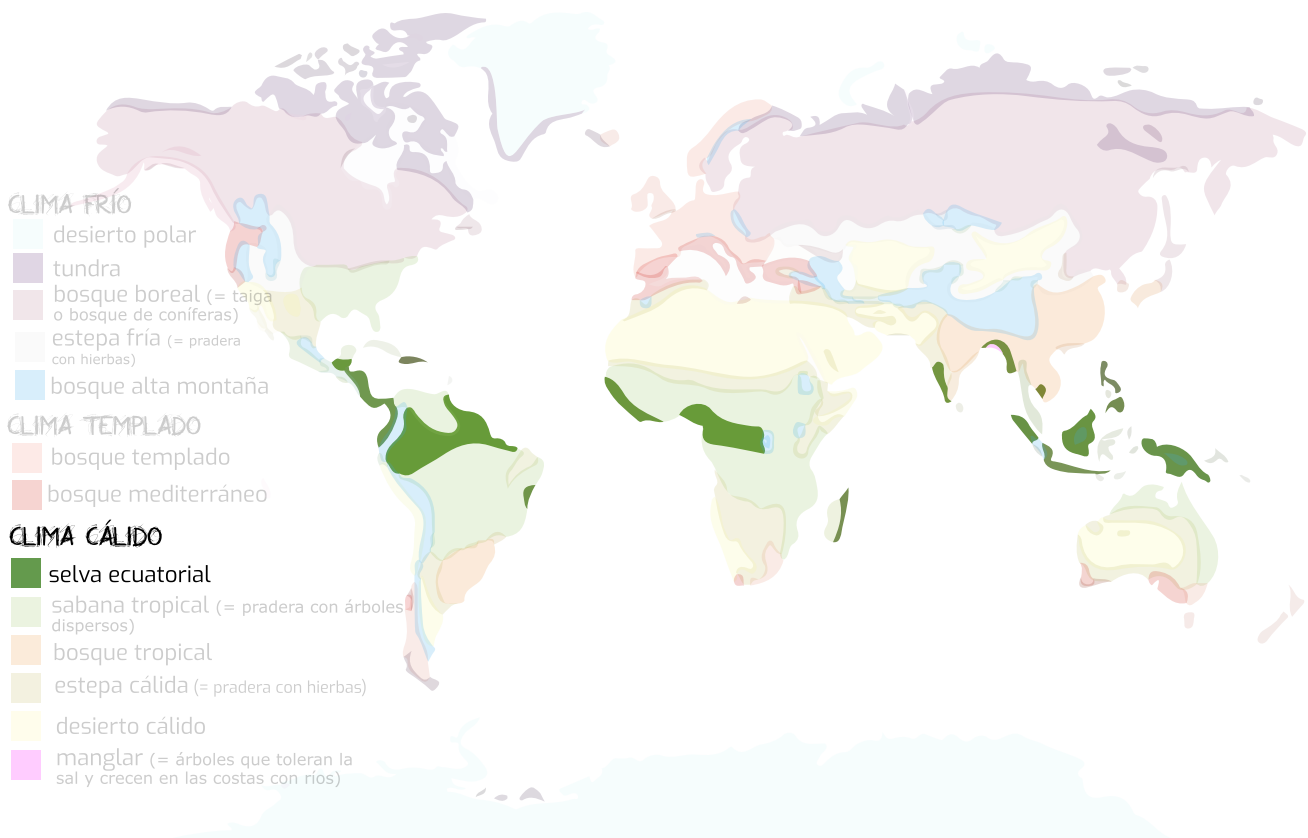 CLIMA FRÍO
desierto polar
tundra
bosque boreal (= taiga
o bosque de coníferas)
estepa fría (= pradera
con hierbas)
bosque alta montaña
CLIMA TEMPLADO
bosque templado
bosque mediterráneo
CLIMA CÁLIDO
selva ecuatorial
sabana tropical (= pradera con árboles
dispersos)
bosque tropical
estepa cálida (= pradera con hierbas)
desierto cálido
manglar (= árboles que toleran la
sal y crecen en las costas con ríos)